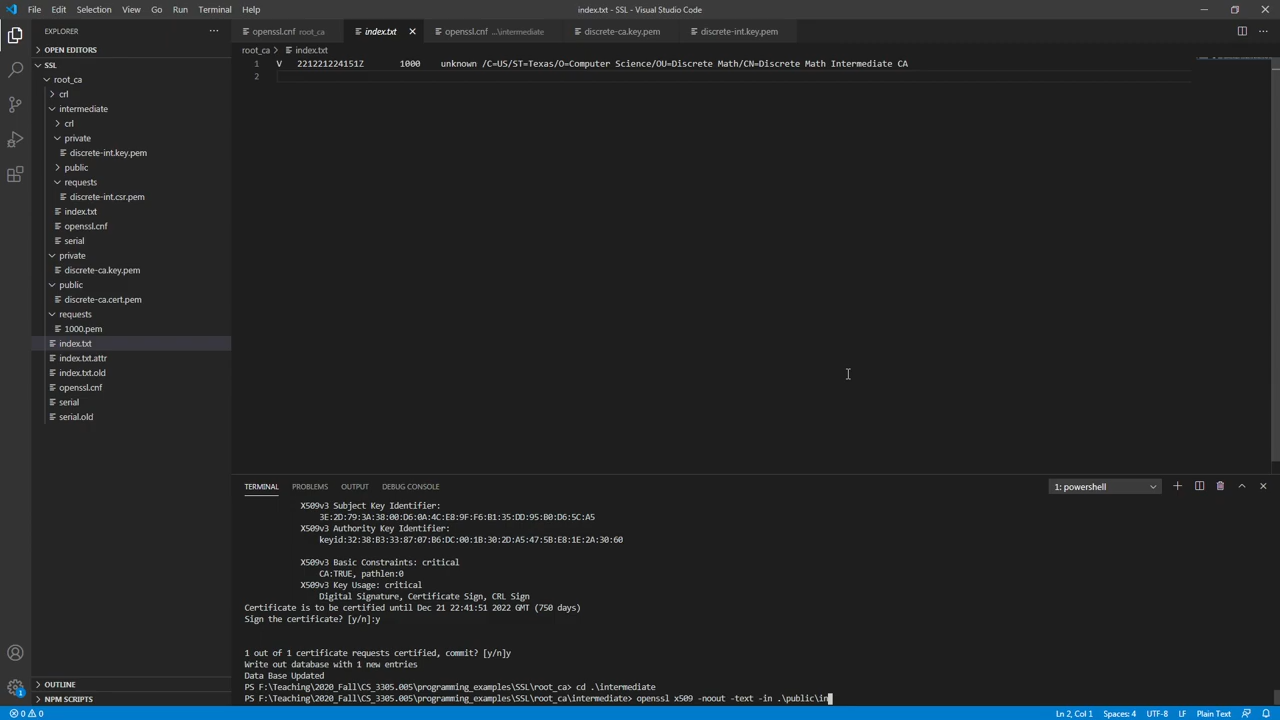 File Edit Selection View Go Run Terminal Help
index.txt - SSL - Visual Studio Code
EXPLORER
OPEN EDITORS
SSL
root_ca
crl
intermediate
crl
private
discrete-int.key.pem
public
requests
discrete-int.csr.pem
index.txt
openssl.cnf
serial
private
discrete-ca.key.pem
public
discrete-ca.cert.pem
requests
1000.pem
index.txt
index.txt.attr
index.txt.old
openssl.cnf
serial
serial.old
OUTLINE
NPM SCRIPTS
openssl.cnf root_ca index.txt openssl.cnf ...\intermediate discrete-ca.key.pem discrete-int.key.pem
root_ca > index.txt
1 V 221221224151Z 1000 unknown /C=US/ST=Texas/O=Computer Science/OU=Discrete Math/CN=Discrete Math Intermediate CA
2
TERMINAL PROBLEMS OUTPUT DEBUG CONSOLE 1: powershell
X509v3 Subject Key Identifier:
3E:2D:79:3A:38:00:D6:0A:4C:E8:9F:F6:B1:35:DD:95:B0:D6:5C:A5
X509v3 Authority Key Identifier:
keyid:32:38:B3:33:87:07:B6:DC:00:1B:30:2D:A5:47:5B:E8:1E:2A:30:60
X509v3 Basic Constraints: critical
CA:TRUE, pathlen:0
X509v3 Key Usage: critical
Digital Signature, Certificate Sign, CRL Sign
Certificate is to be certified until Dec 21 22:41:51 2022 GMT (750 days)
Sign the certificate? [y/n]:y
1 out of 1 certificate requests certified, commit? [y/n]y
Write out database with 1 new entries
Data Base Updated
PS F:\Teaching\2020_Fall\CS_3305.005\programming_examples\SSL\root_ca> cd .\intermediate
PS F:\Teaching\2020_Fall\CS_3305.005\programming_examples\SSL\root_ca\intermediate> openssl x509 -noout -text -in .\public\in
1
0 0 Ln 2, Col 1 Spaces: 4 UTF-8 LF Plain Text